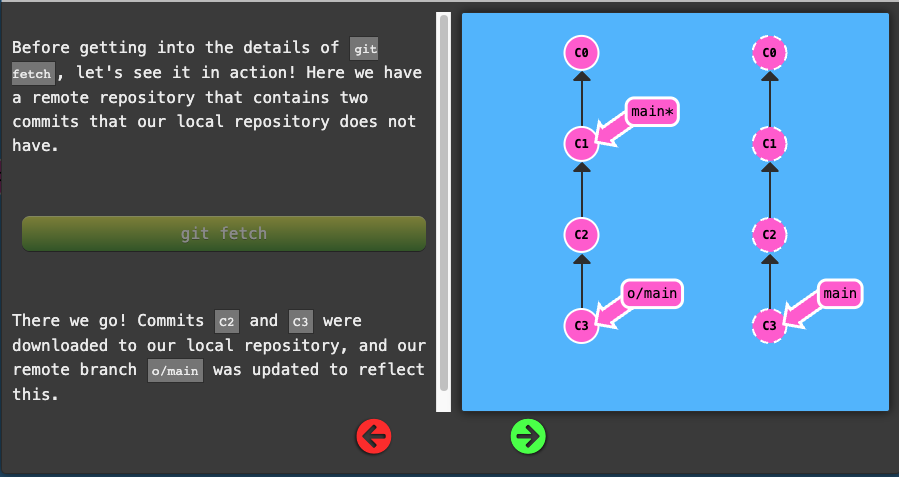 Before getting into the details of git
fetch, let's see it in action! Here we have
a remote repository that contains two
commits that our local repository does not
have.
git fetch
There we go! Commits C2 and C3 were
downloaded to our local repository, and our
remote branch o/main was updated to reflect
this.
C0
C0
main*
C1
C1
C2
C2
o/main
main
C3
C3